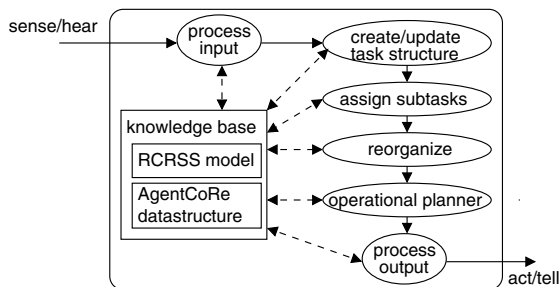 sense/hear
process
input
create/update
task structure
assign subtasks
knowledge base
RCRSS model
reorganize
AgentCoRe
datastructure
operational planner
process
output
act/tell